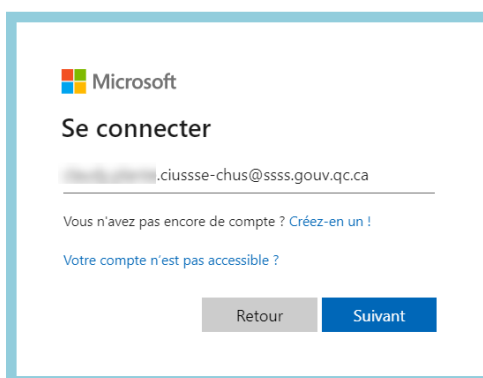 Microsoft
Se connecter
.ciussse-chus@ssss.gouv.qc.ca
Vous n'avez pas encore de compte ? Créez-en un !
Votre compte n'est pas accessible ?
Retour
Suivant